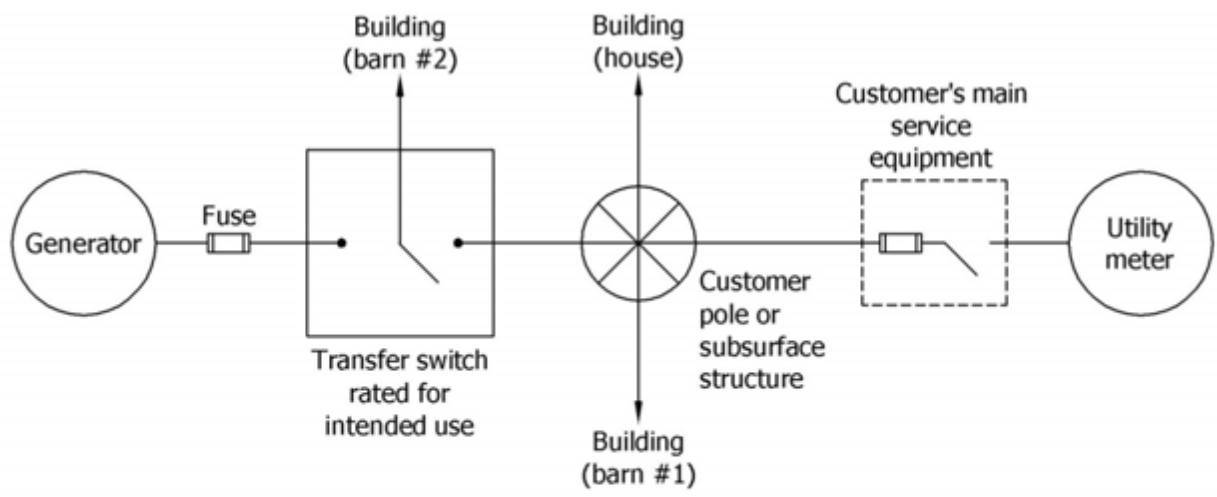 Building
(barn #2)
Building
(house)
Customer's main
service
equipment
Generator
Fuse
Utility
meter
Transfer switch
rated for
intended use
Customer
pole or
subsurface
structure
Building
(barn #1)